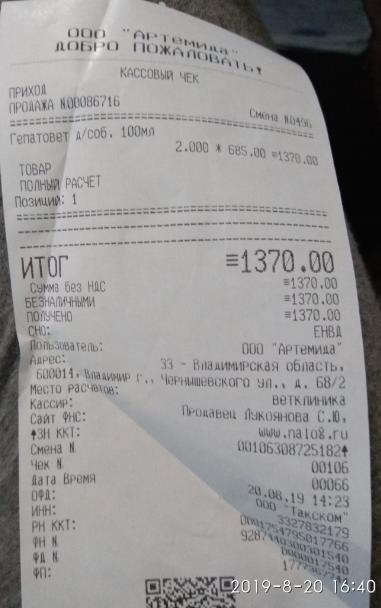 ООО "Артемида"
ДОБРО ПОЖАЛОВАТЬ!
КАССОВЫЙ ЧЕК
ПРИХОД
ПРОДАЖА N00086716
Смена N0496
Гепатовет д/соб. 100мл
2.000 * 685.00 =1370.00
ТОВАР
ПОЛНЫЙ РАСЧЕТ
Позиций: 1
ИТОГ ≡1370.00
Сумма без НДС ≡1370.00
БЕЗНАЛИЧНЫМИ ≡1370.00
ПОЛУЧЕНО ≡1370.00
СНО: ЕНВД
Пользователь: ООО "Артемида"
Адрес: 33 - Владимирская область,
600014, Владимир г., Чернышевского ул., д. 68/2
Место расчетов: ветклиника
Кассир: Продавец Лукоянова С.Ю.
Сайт ФНС: www.nalog.ru
ЗН ККТ: 00106308725182
Смена N 00106
Чек N 00066
Дата Время 20.08.19 14:23
ОФД: ООО "Такском"
ИНН: 3327832179
РН ККТ:
ФН N
ФД N
ФП:
2019-8-20 16:40